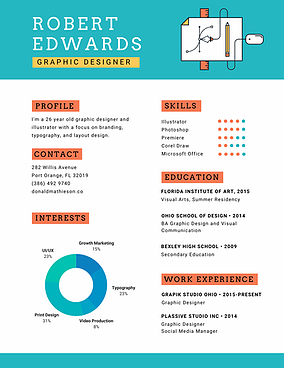 ROBERT
EDWARDS
GRAPHIC DESIGNER
PROFILE
I'm a 26 year old graphic designer and
illustrator with a focus on branding,
typography, and layout design.
CONTACT
282 Willis Avenue
Port Orange, FL 32019
(386) 492 9740
donaldmathieson.co
INTERESTS
Growth Marketing
15%
UI/UX
23%
Typography
23%
Print Design
31%
Video Production
8%
SKILLS
Illustrator
Photoshop
Premiere
Corel Draw
Microsoft Office
EDUCATION
FLORIDA INSTITUTE OF ART, 2015
Visual Arts, Summer Residency
OHIO SCHOOL OF DESIGN • 2014
BA Graphic Design and Visual
Communication
BEXLEY HIGH SCHOOL • 2009
Secondary Education
WORK EXPERIENCE
GRAPIK STUDIO OHIO • 2015-PRESENT
Graphic Designer
PLASSIVE STUDIO INC • 2014
Graphic Designer
Social Media Manager